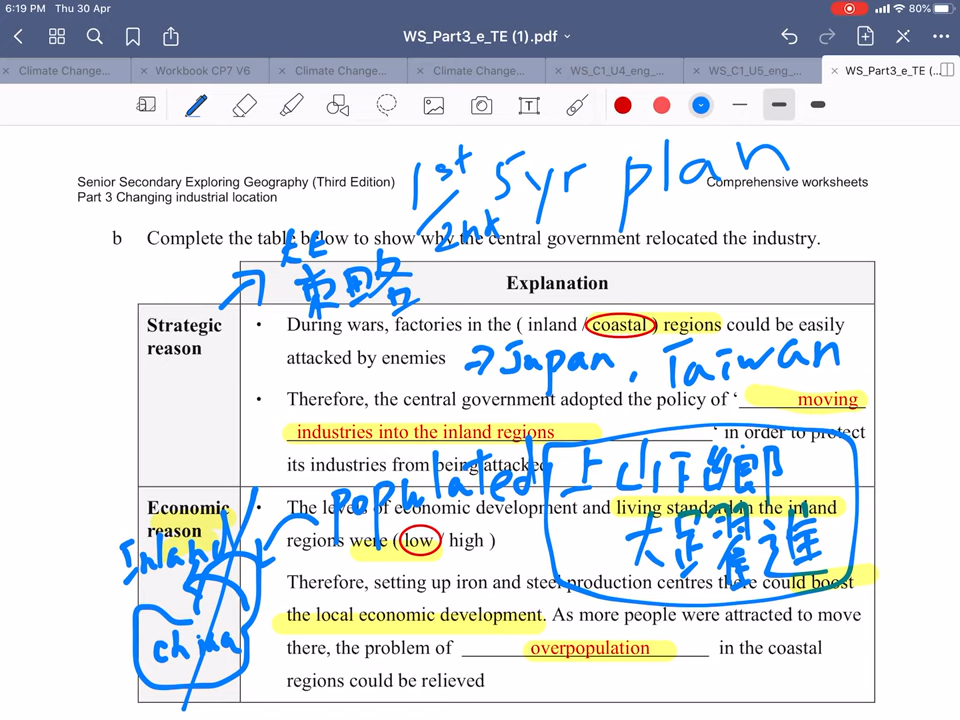 6:19 PM Thu 30 Apr
80%
WS_Part3_e_TE (1).pdf
Climate Change...
Workbook CP7 V6
Climate Change...
Climate Change...
WS_C1_U4_eng_...
WS_C1_U5_eng_...
WS_Part3_e_TE (...
1st 5yr plan
2nd
Senior Secondary Exploring Geography (Third Edition)
Comprehensive worksheets
Part 3 Changing industrial location
b Complete the table below to show why the central government relocated the industry.
策略
Explanation
Strategic reason
• During wars, factories in the ( inland / coastal ) regions could be easily
attacked by enemies
⇒ Japan, Taiwan
• Therefore, the central government adopted the policy of ‘ moving
industries into the inland regions ‘ in order to protect
its industries from being attacked
上山下鄉
大躍進
populated
Economic reason
• The levels of economic development and living standard in the inland
regions were ( low / high )
Inland
china
Therefore, setting up iron and steel production centres there could boost
the local economic development. As more people were attracted to move
there, the problem of overpopulation in the coastal
regions could be relieved